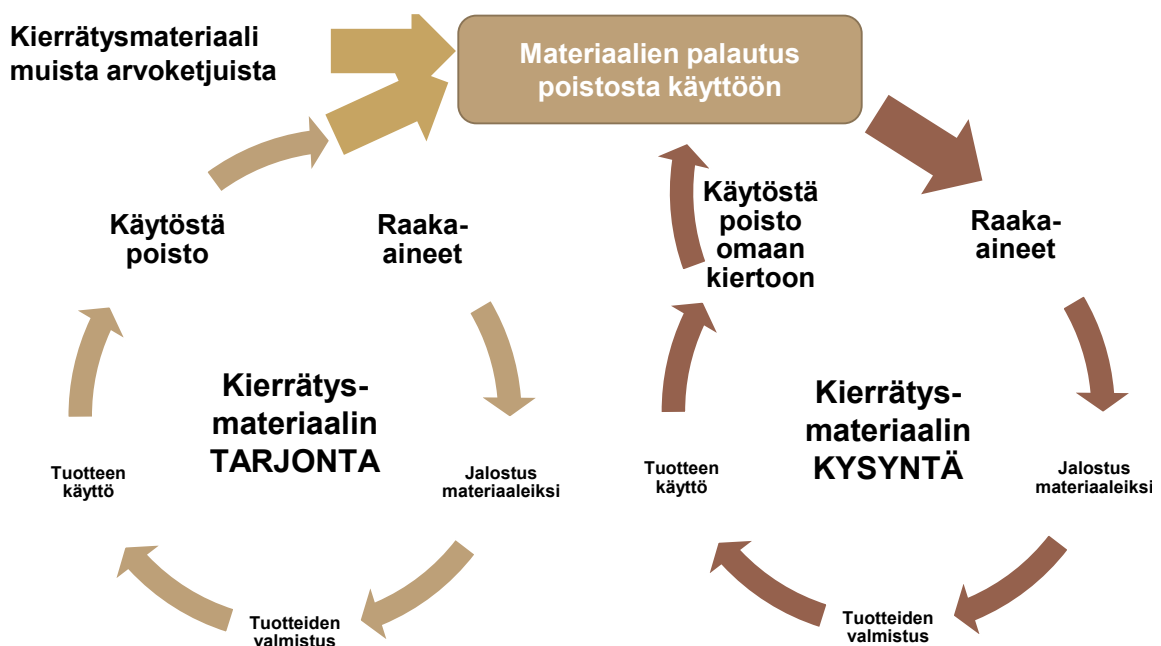 Kierrätysmateriaali
muista arvoketjuista
Materiaalien palautus
poistosta käyttöön
Käytöstä
poisto
Raaka-
aineet
Käytöstä
poisto
omaan
kiertoon
Raaka-
aineet
Kierrätys-
materiaalin
TARJONTA
Kierrätys-
materiaalin
KYSYNTÄ
Tuotteen
käyttö
Jalostus
materiaaleiksi
Tuotteen
käyttö
Jalostus
materiaaleiksi
Tuotteiden
valmistus
Tuotteiden
valmistus